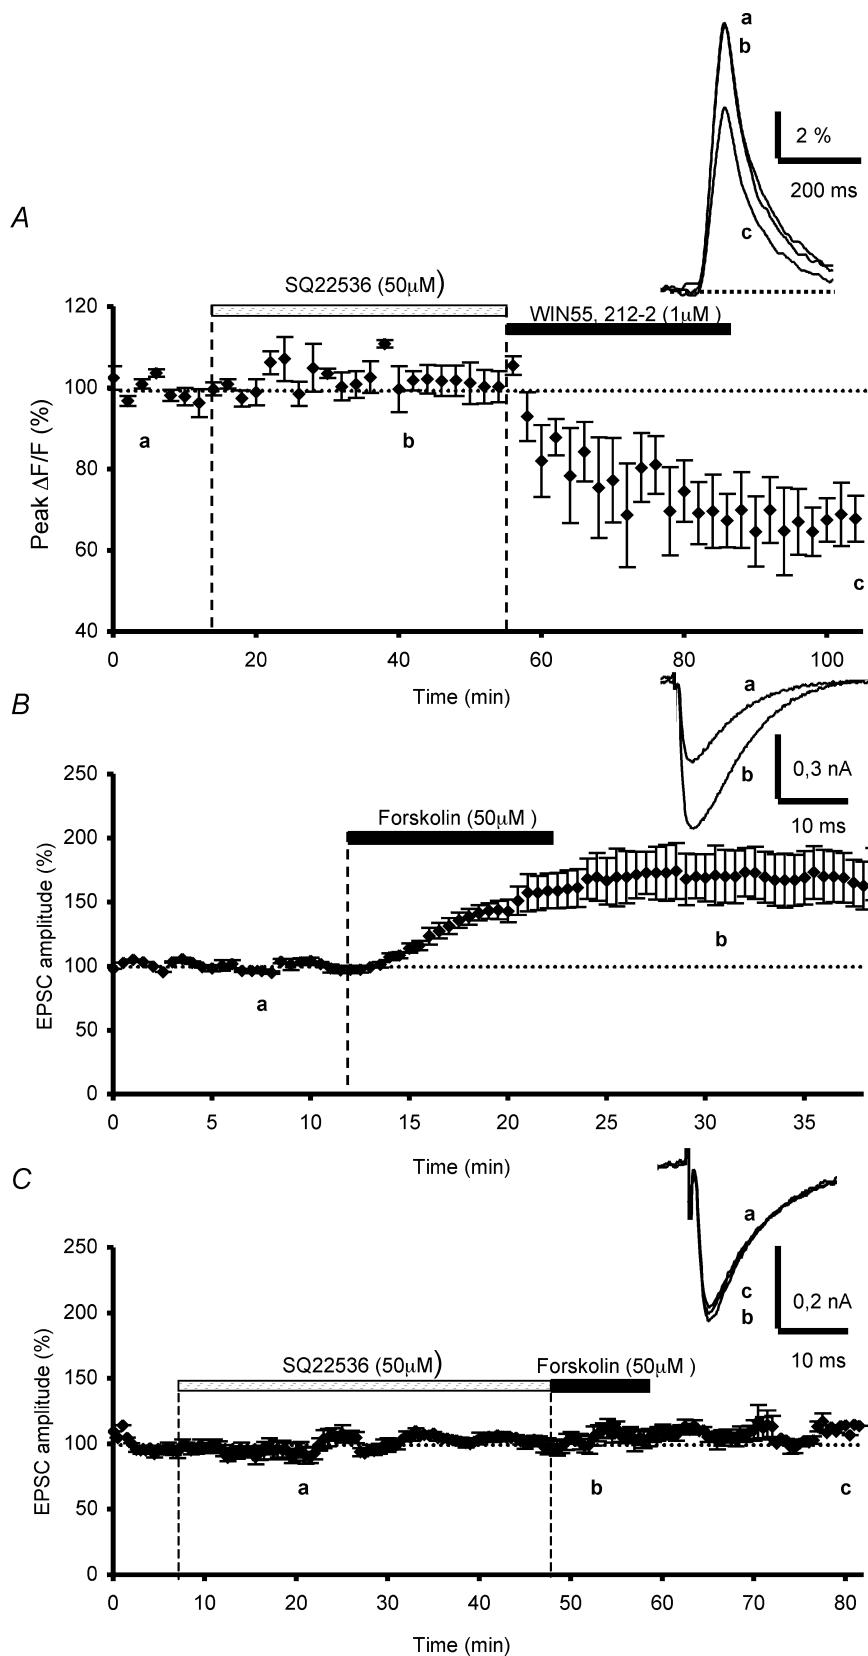 a
b
2 %
200 ms
c
A
SQ22536 (50μM)
WIN55, 212-2 (1μM )
120
100
80
60
40
Peak ΔF/F (%)
a
b
c
0
20
40
60
80
100
Time (min)
B
a
b
0,3 nA
10 ms
Forskolin (50μM )
250
200
150
100
50
0
EPSC amplitude (%)
a
b
0
5
10
15
20
25
30
35
Time (min)
C
a
c
b
0,2 nA
10 ms
SQ22536 (50μM)
Forskolin (50μM )
250
200
150
100
50
0
EPSC amplitude (%)
a
b
c
0
10
20
30
40
50
60
70
80
Time (min)